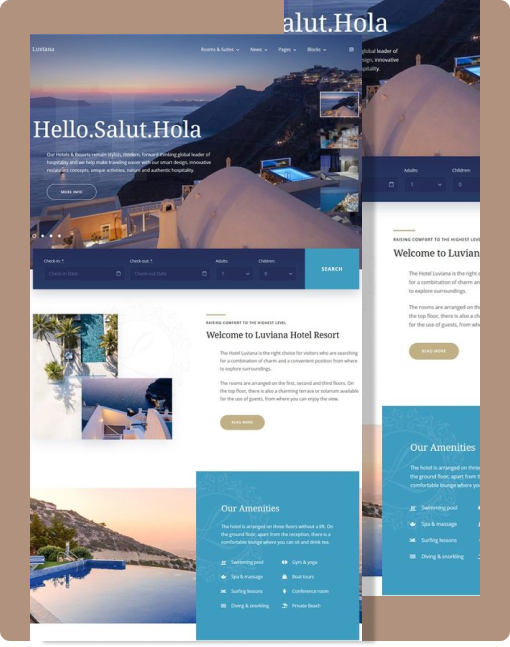 Luviana
Rooms & Suites
News
Pages
Blocks
Hello.Salut.Hola
Our Hotels & Resorts remain stylish, modern, forward thinking global leader of
hospitality and we help make traveling easier with our smart design, innovative
restaurant concepts, unique activities, nature and authentic hospitality.
MORE INFO
Check-in: *
Check-out: *
Adults:
Children:
Check-in Date
Check-out Date
1
0
SEARCH
RAISING COMFORT TO THE HIGHEST LEVEL
Welcome to Luviana Hotel Resort
The Hotel Luviana is the right choice for visitors who are searching
for a combination of charm and a convenient position from where
to explore surroundings.
The rooms are arranged on the first, second and third floors. On
the top floor, there is also a charming terrace or solarium available
for the use of guests, from where you can enjoy the view.
READ MORE
Our Amenities
The hotel is arranged on three floors without a lift. On
the ground floor, apart from the reception, there is a
comfortable lounge where you can sit and drink tea.
Swimming pool
Gym & yoga
Spa & massage
Boat tours
Surfing lessons
Conference room
Diving & snorkling
Private Beach
alut.Hola
global leader of
sign, innovative
spitality.
Adults:
Children:
1
0
RAISING COMFORT TO THE HIGHEST LEVE
Welcome to Luvian
The Hotel Luviana is the right c
for a combination of charm an
to explore surroundings.
The rooms are arranged on the
the top floor, there is also a ch
for the use of guests, from whe
READ MORE
Our Amenities
The hotel is arranged on three
the ground floor, apart from t
comfortable lounge where yo
Swimming pool
Spa & massage
Surfing lessons
Diving & snorkling